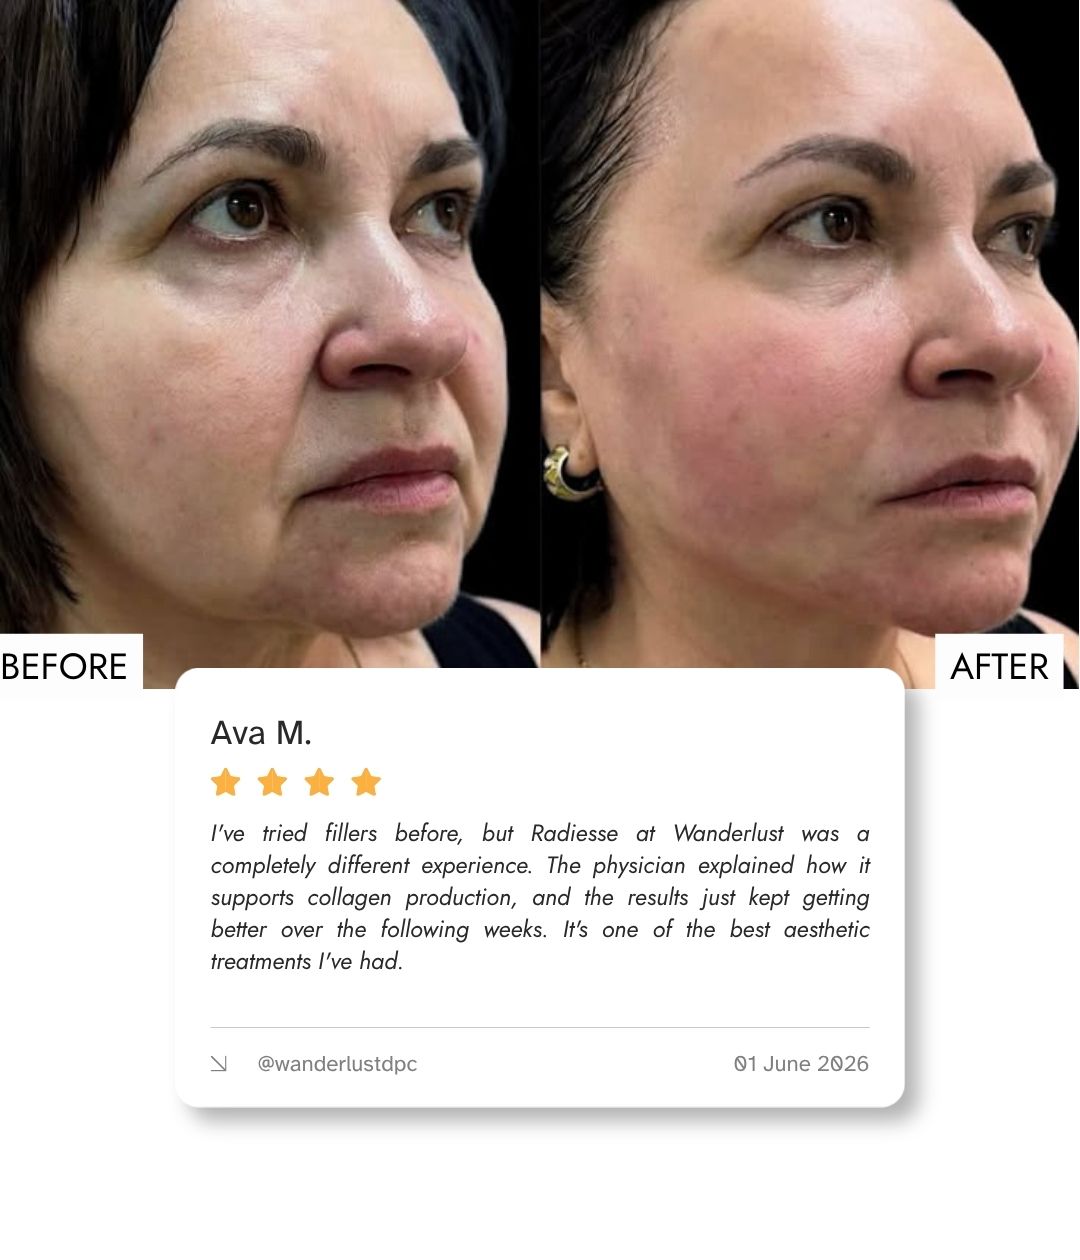 BEFORE
AFTER
Ava M.
I've tried fillers before, but Radiesse at Wanderlust was a
completely different experience. The physician explained how it
supports collagen production, and the results just kept getting
better over the following weeks. It's one of the best aesthetic
treatments I've had.
@wanderlustdpc
01 June 2026